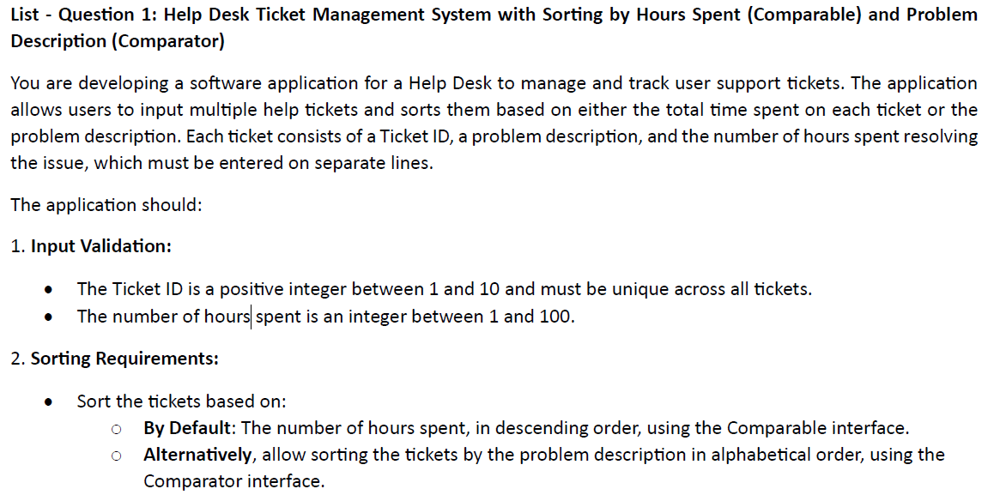 List - Question 1: Help Desk Ticket Management System with Sorting by Hours Spent (Comparable) and Problem
Description (Comparator)
You are developing a software application for a Help Desk to manage and track user support tickets. The application
allows users to input multiple help tickets and sorts them based on either the total time spent on each ticket or the
problem description. Each ticket consists of a Ticket ID, a problem description, and the number of hours spent resolving
the issue, which must be entered on separate lines.
The application should:
1. Input Validation:
• The Ticket ID is a positive integer between 1 and 10 and must be unique across all tickets.
• The number of hours spent is an integer between 1 and 100.
2. Sorting Requirements:
• Sort the tickets based on:
○ By Default: The number of hours spent, in descending order, using the Comparable interface.
○ Alternatively, allow sorting the tickets by the problem description in alphabetical order, using the
Comparator interface.